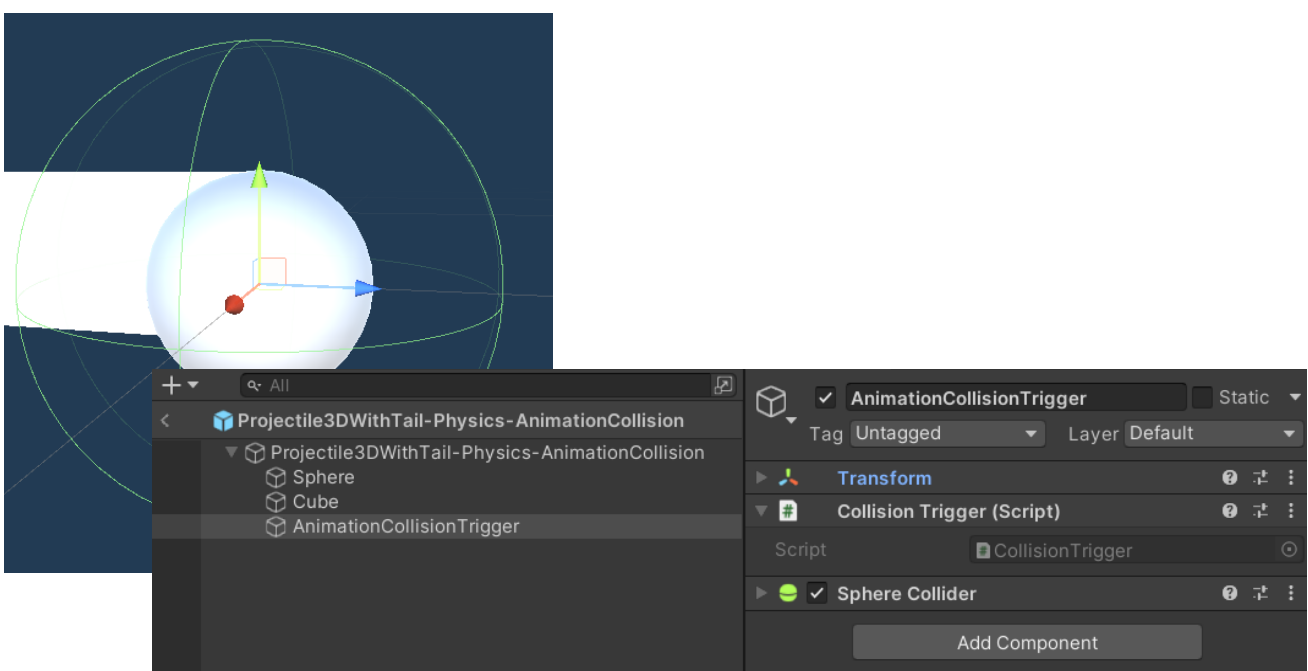 All
Projectile3DWithTail-Physics-AnimationCollision
Projectile3DWithTail-Physics-AnimationCollision
Sphere
Cube
AnimationCollisionTrigger
AnimationCollisionTrigger Static
Tag Untagged Layer Default
Transform
# Collision Trigger (Script)
Script # CollisionTrigger
Sphere Collider
Add Component